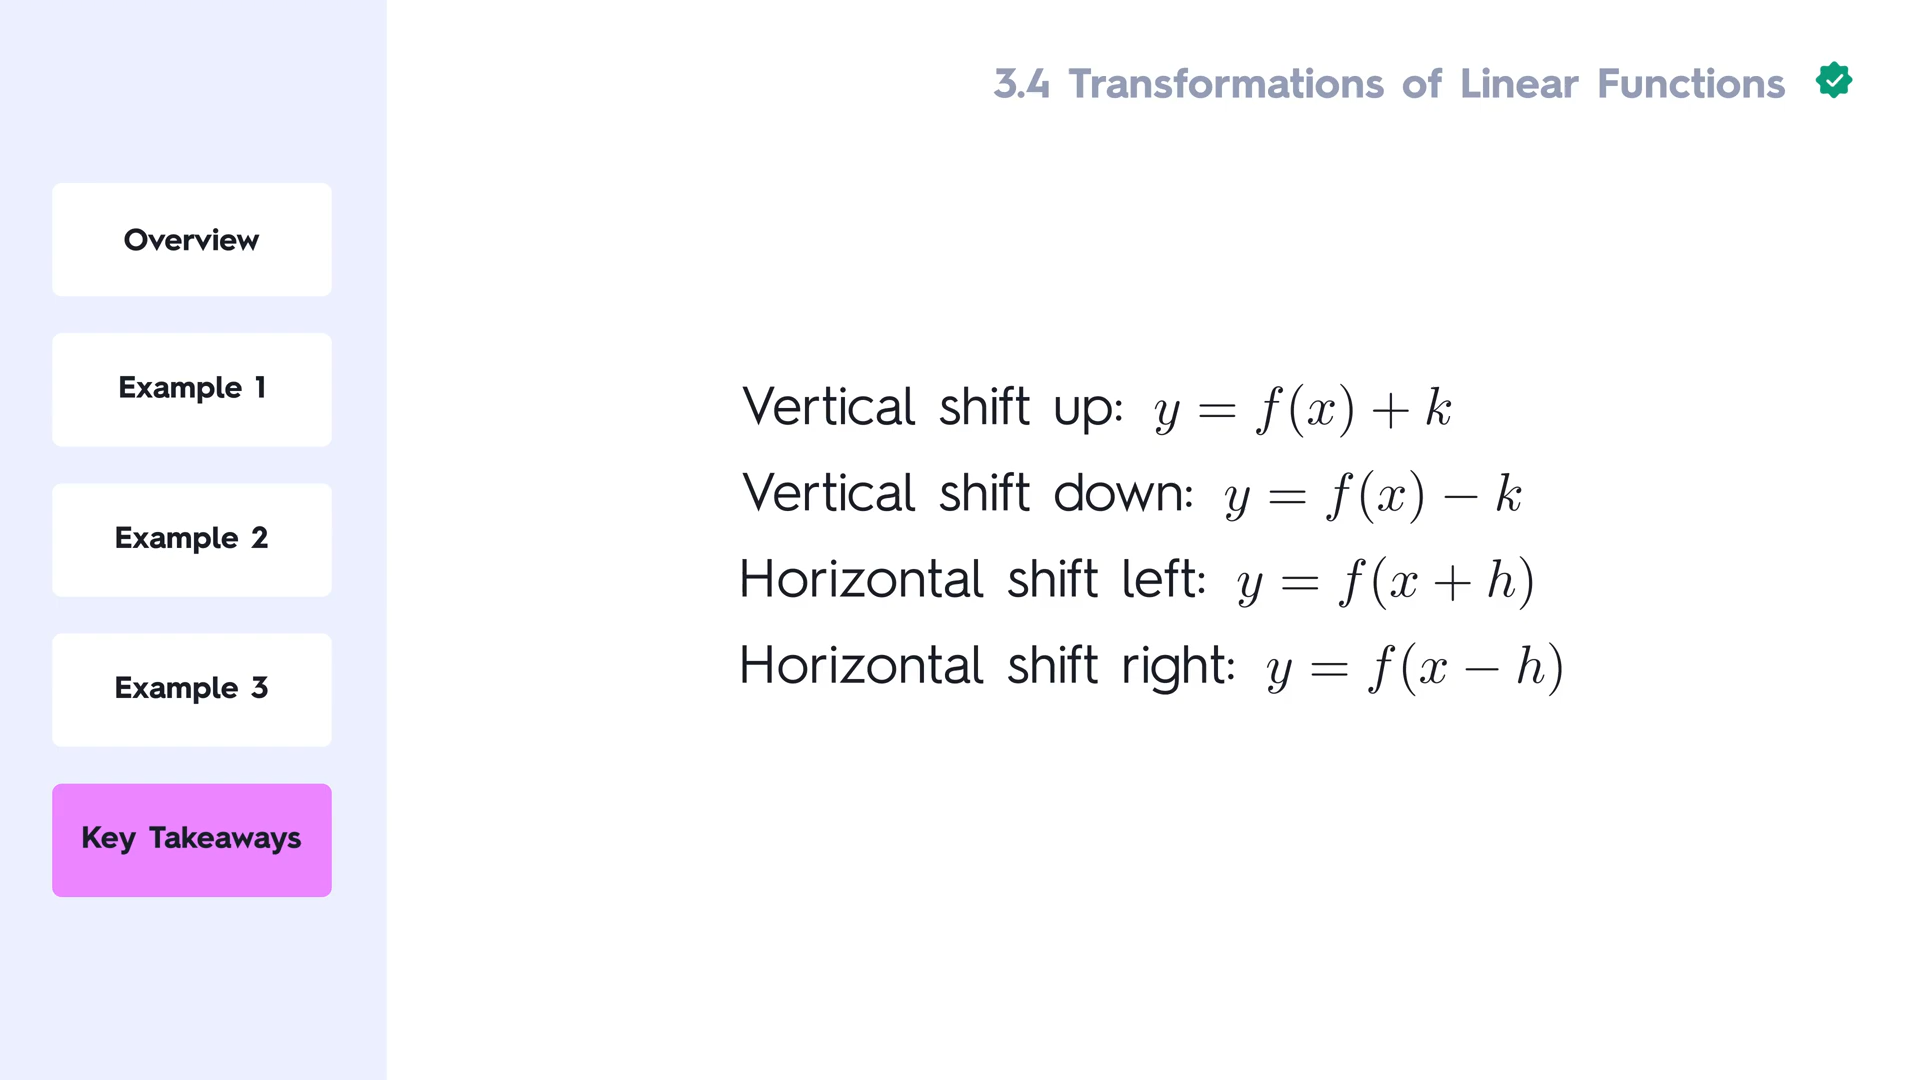 3.4 Transformations of Linear Functions
Overview
Example 1
Example 2
Example 3
Key Takeaways
Vertical shift up: y = f(x) + k
Vertical shift down: y = f(x) − k
Horizontal shift left: y = f(x + h)
Horizontal shift right: y = f(x − h)